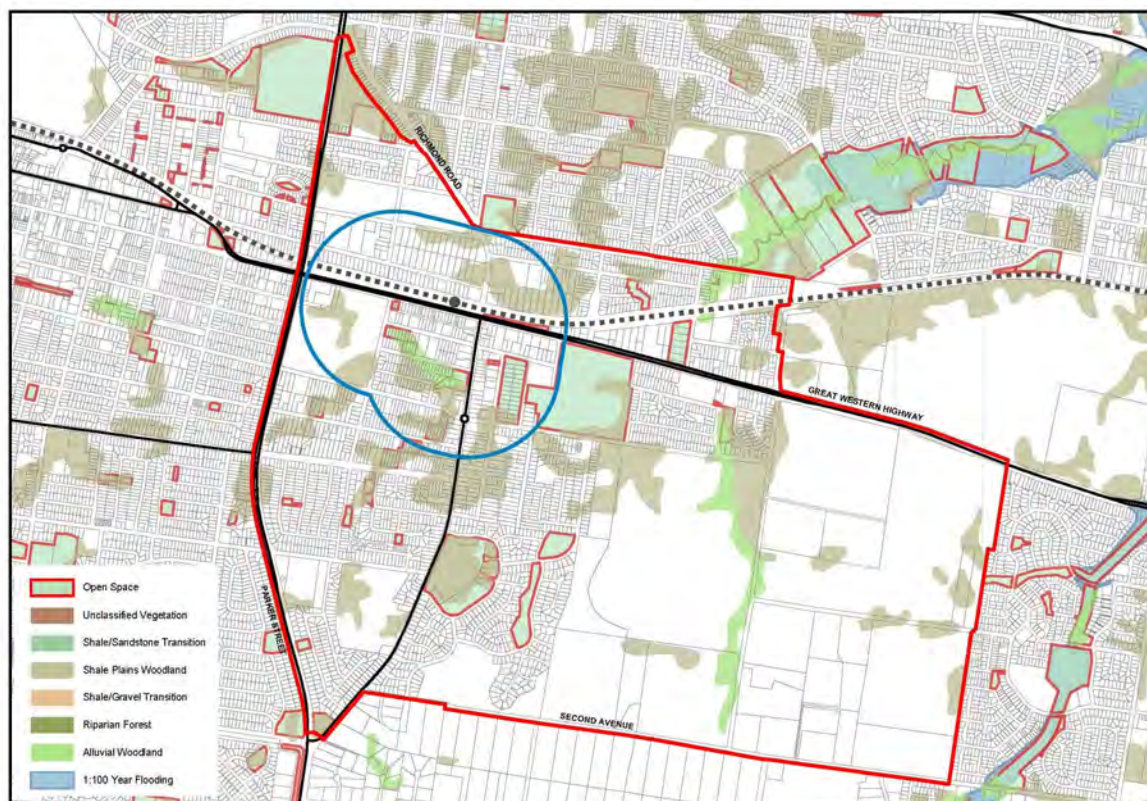 RICHMOND ROAD
GREAT WESTERN HIGHWAY
PARKER STREET
SECOND AVENUE
Open Space
Unclassified Vegetation
Shale/Sandstone Transition
Shale Plains Woodland
Shale/Gravel Transition
Riparian Forest
Alluvial Woodland
1:100 Year Flooding